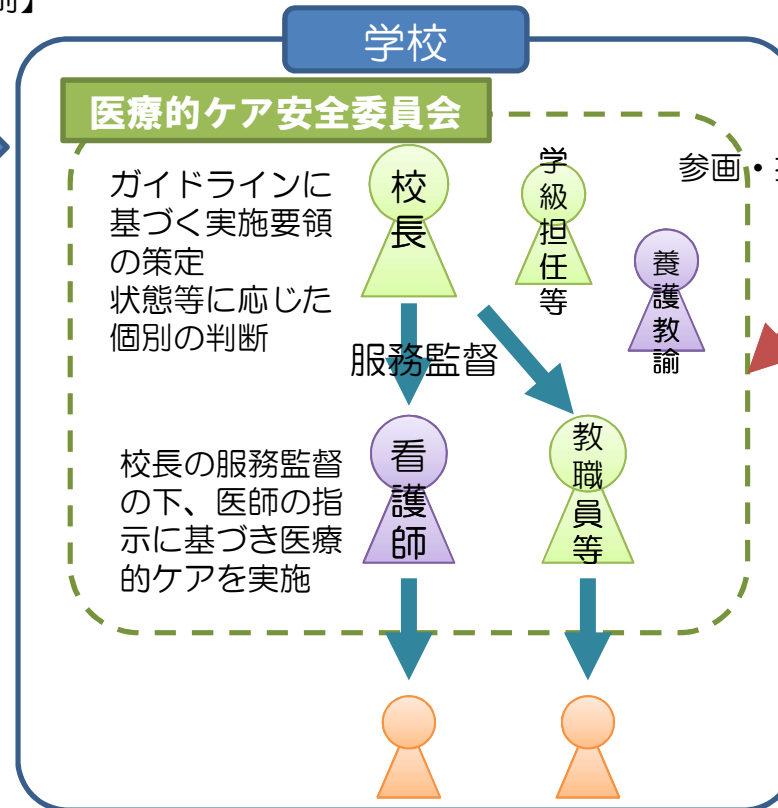 前】
学校
医療的ケア安全委員会
ガイドラインに
基づく実施要領
の策定
状態等に応じた
個別の判断
校長
学級担任等
養護教諭
参画・
服務監督
校長の服務監督
の下、医師の指
示に基づき医療
的ケアを実施
看護師
教職員等